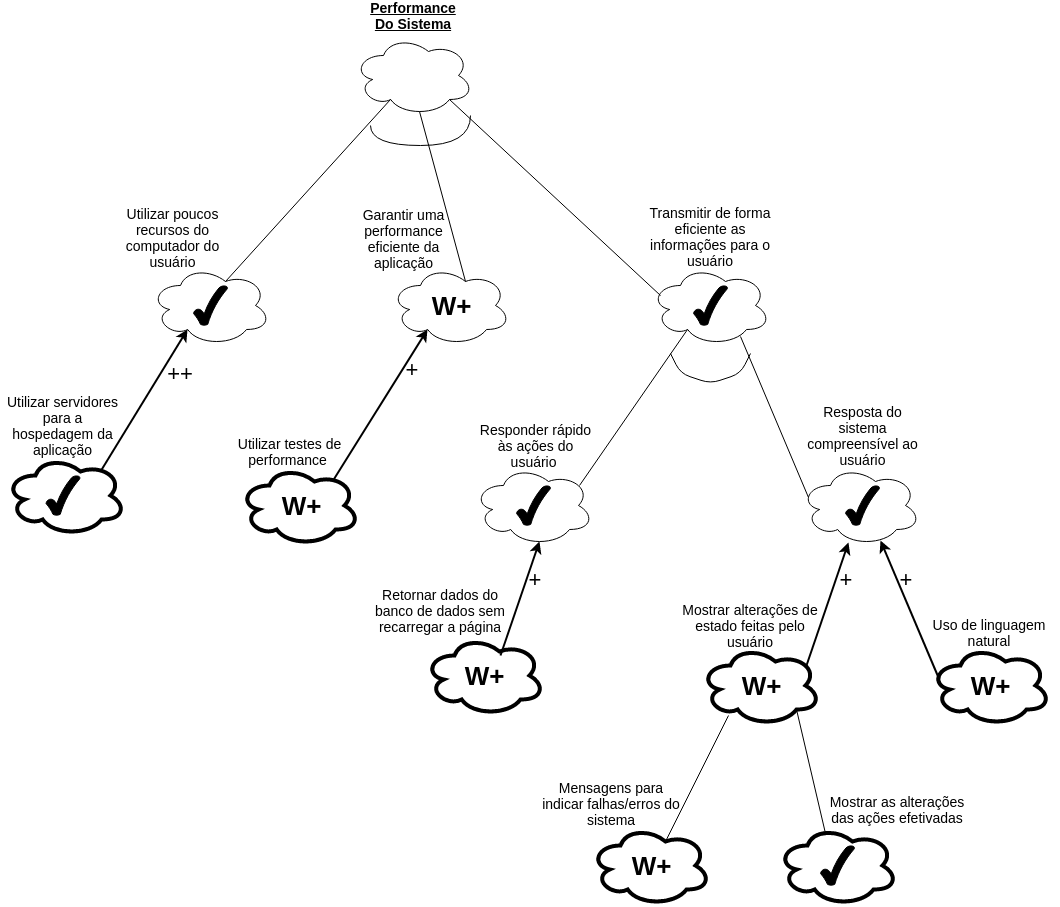 Performance
Do Sistema
Utilizar poucos
recursos do
computador do
usuário
Garantir uma
performance
eficiente da
aplicação
Transmitir de forma
eficiente as
informações para o
usuário
W+
++
+
Utilizar servidores
para a
hospedagem da
aplicação
Utilizar testes de
performance
W+
Responder rápido
às ações do
usuário
Resposta do
sistema
compreensível ao
usuário
+
+
+
Retornar dados do
banco de dados sem
recarregar a página
W+
Mostrar alterações de
estado feitas pelo
usuário
W+
Uso de linguagem
natural
W+
Mensagens para
indicar falhas/erros do
sistema
W+
Mostrar as alterações
das ações efetivadas